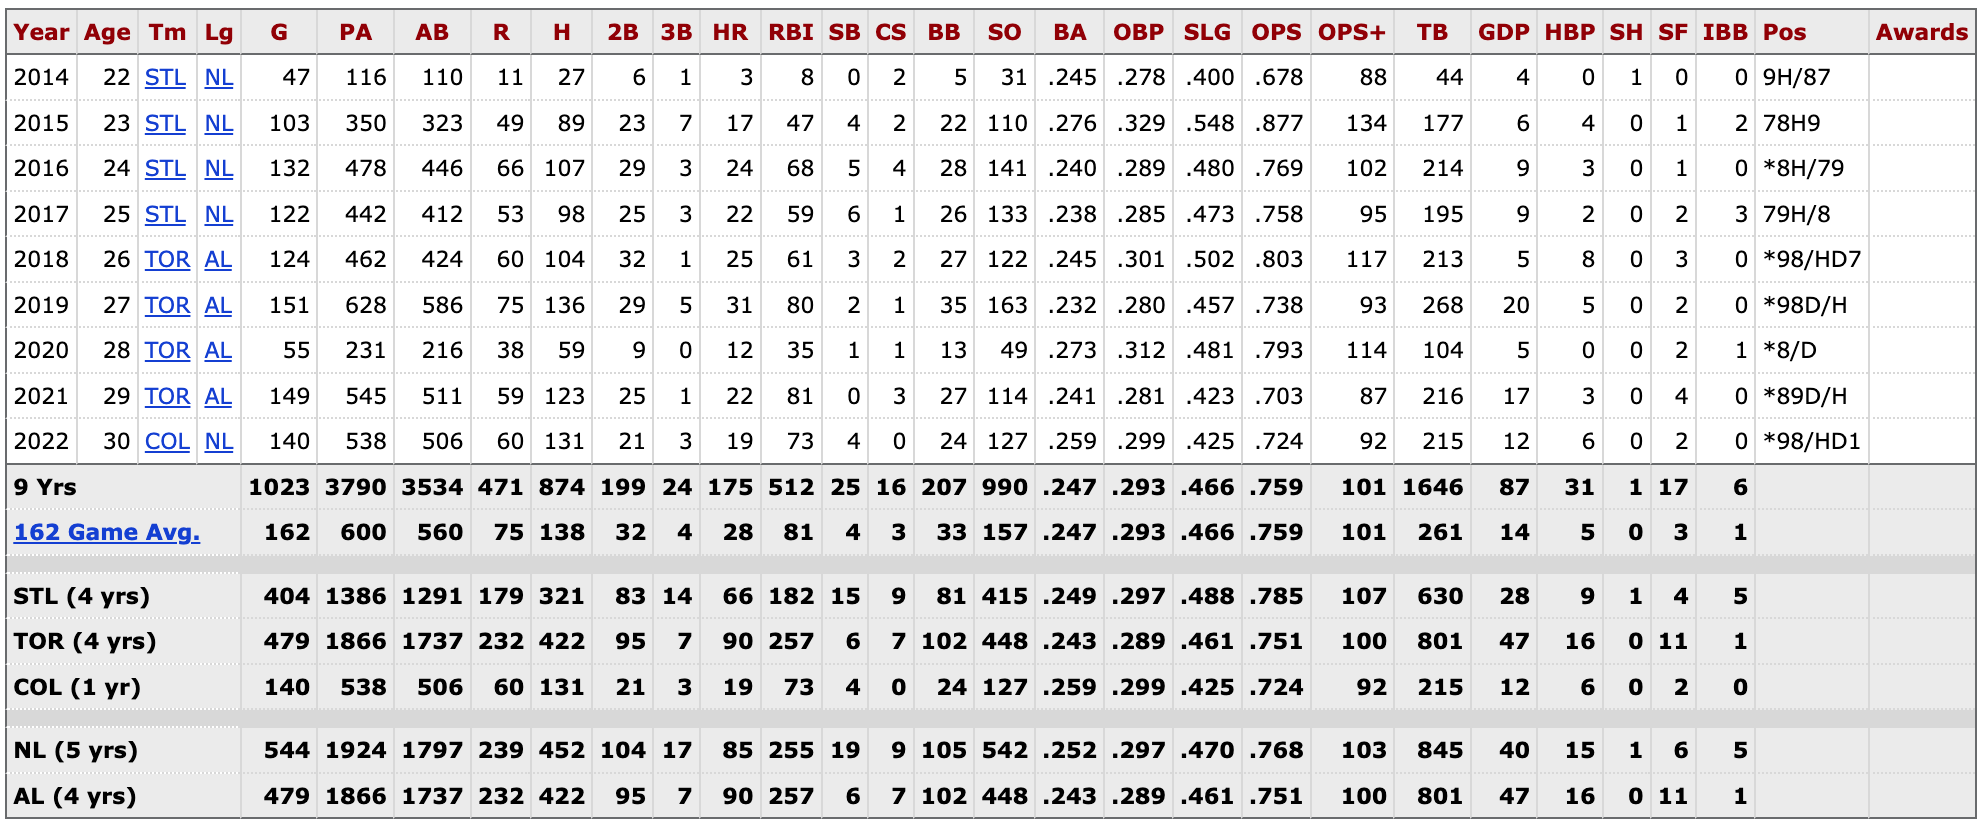 Year Age Tm Lg G PA AB R H 2B 3B HR RBI SB CS BB SO BA OBP SLG OPS OPS+ TB GDP HBP SH SF IBB Pos Awards
2014 22 STL NL 47 116 110 11 27 6 1 3 8 0 2 5 31 .245 .278 .400 .678 88 44 4 0 1 0 0 9H/87
2015 23 STL NL 103 350 323 49 89 23 7 17 47 4 2 22 110 .276 .329 .548 .877 134 177 6 4 0 1 2 78H9
2016 24 STL NL 132 478 446 66 107 29 3 24 68 5 4 28 141 .240 .289 .480 .769 102 214 9 3 0 1 0 *8H/79
2017 25 STL NL 122 442 412 53 98 25 3 22 59 6 1 26 133 .238 .285 .473 .758 95 195 9 2 0 2 3 79H/8
2018 26 TOR AL 124 462 424 60 104 32 1 25 61 3 2 27 122 .245 .301 .502 .803 117 213 5 8 0 3 0 *98/HD7
2019 27 TOR AL 151 628 586 75 136 29 5 31 80 2 1 35 163 .232 .280 .457 .738 93 268 20 5 0 2 0 *98D/H
2020 28 TOR AL 55 231 216 38 59 9 0 12 35 1 1 13 49 .273 .312 .481 .793 114 104 5 0 0 2 1 *8/D
2021 29 TOR AL 149 545 511 59 123 25 1 22 81 0 3 27 114 .241 .281 .423 .703 87 216 17 3 0 4 0 *89D/H
2022 30 COL NL 140 538 506 60 131 21 3 19 73 4 0 24 127 .259 .299 .425 .724 92 215 12 6 0 2 0 *98/HD1
9 Yrs 1023 3790 3534 471 874 199 24 175 512 25 16 207 990 .247 .293 .466 .759 101 1646 87 31 1 17 6
162 Game Avg. 162 600 560 75 138 32 4 28 81 4 3 33 157 .247 .293 .466 .759 101 261 14 5 0 3 1
STL (4 yrs) 404 1386 1291 179 321 83 14 66 182 15 9 81 415 .249 .297 .488 .785 107 630 28 9 1 4 5
TOR (4 yrs) 479 1866 1737 232 422 95 7 90 257 6 7 102 448 .243 .289 .461 .751 100 801 47 16 0 11 1
COL (1 yr) 140 538 506 60 131 21 3 19 73 4 0 24 127 .259 .299 .425 .724 92 215 12 6 0 2 0
NL (5 yrs) 544 1924 1797 239 452 104 17 85 255 19 9 105 542 .252 .297 .470 .768 103 845 40 15 1 6 5
AL (4 yrs) 479 1866 1737 232 422 95 7 90 257 6 7 102 448 .243 .289 .461 .751 100 801 47 16 0 11 1